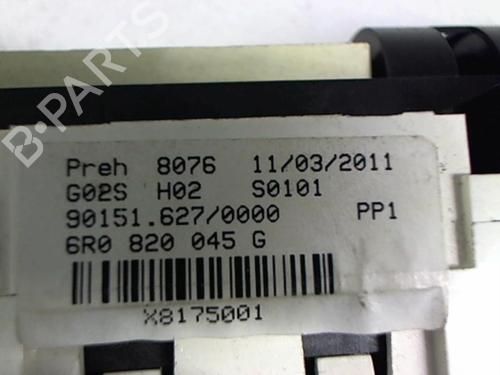 B-PARTS
Preh 8076 11/03/2011
G02S H02 S0101
90151.627/0000 PP1
6R0 820 045 G
X8175001